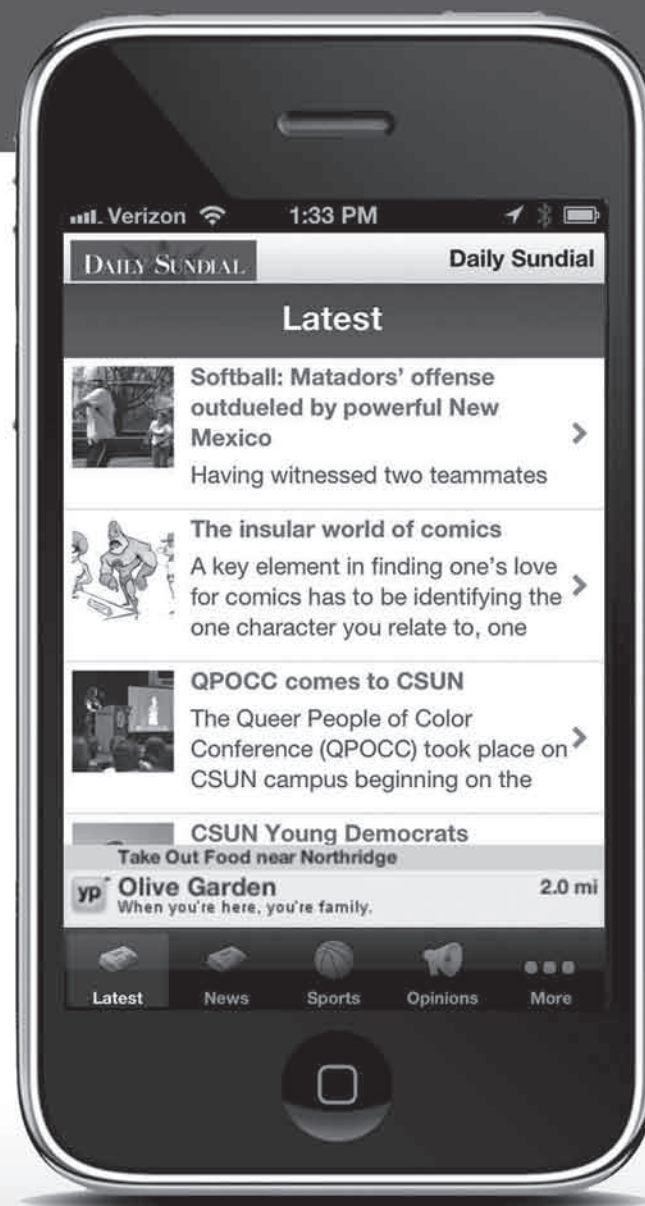 Verizon 1:33 PM
DAILY SUNDIAL Daily Sundial
Latest
Softball: Matadors' offense
outdueled by powerful New
Mexico
Having witnessed two teammates
The insular world of comics
A key element in finding one's love
for comics has to be identifying the
one character you relate to, one
QPOCC comes to CSUN
The Queer People of Color
Conference (QPOCC) took place on
CSUN campus beginning on the
CSUN Young Democrats
Take Out Food near Northridge
yp Olive Garden 2.0 mi
When you're here, you're family.
Latest News Sports Opinions More